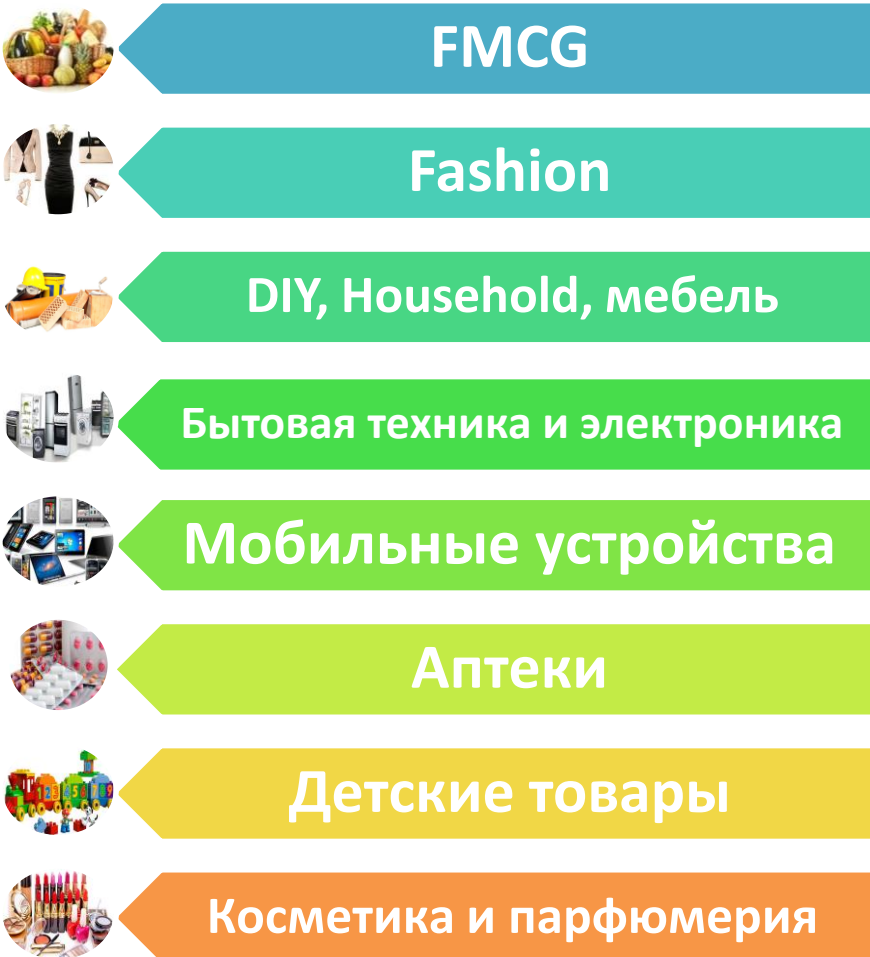 FMCG
Fashion
DIY, Household, мебель
Бытовая техника и электроника
Мобильные устройства
Аптеки
Детские товары
Косметика и парфюмерия